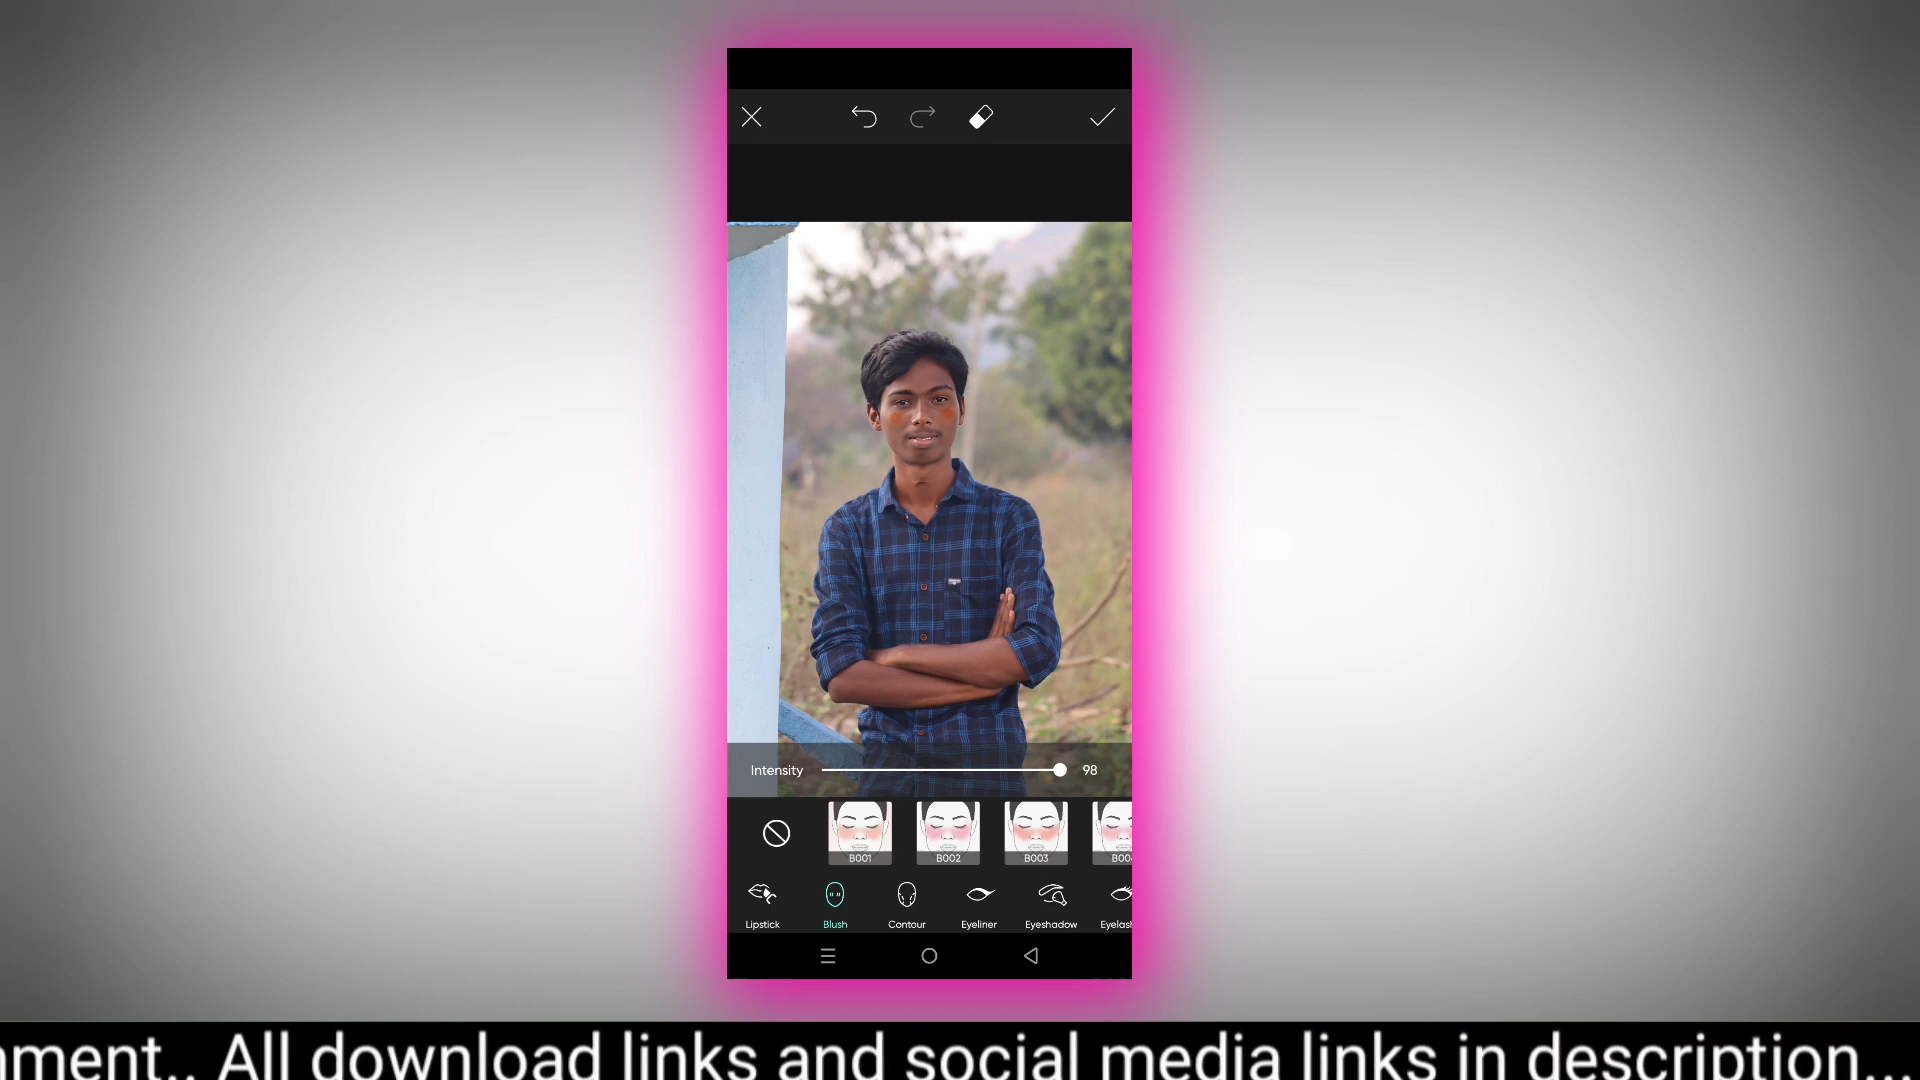 Intensity 98
B001 B002 B003
Lipstick Blush Contour Eyeliner Eyeshadow
All download links and social media links in description...